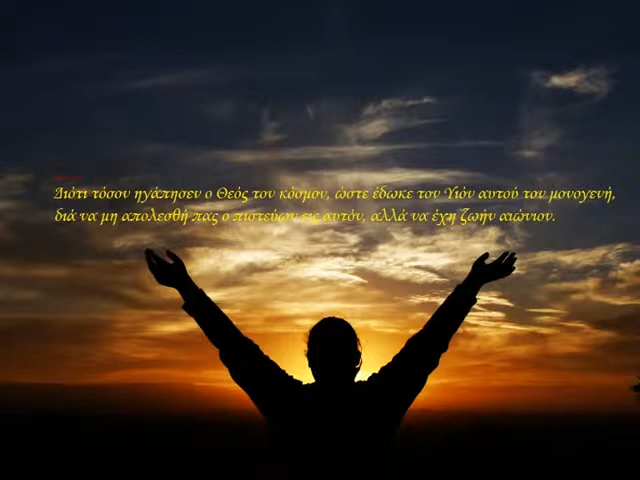 Διότι τόσον ηγάπησεν ο Θεός τον κόσμον, ώστε έδωκε τον Υιόν αυτού τον μονογενή,
διά να μη απολεσθή πας ο πιστεύων εις αυτόν, αλλά να έχη ζωήν αιώνιον.